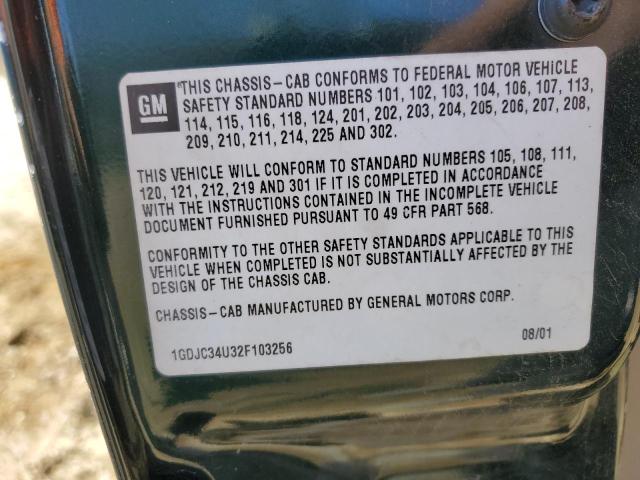 GM
THIS CHASSIS-CAB CONFORMS TO FEDERAL MOTOR VEHICLE
SAFETY STANDARD NUMBERS 101, 102, 103, 104, 106, 107, 113,
114, 115, 116, 118, 124, 201, 202, 203, 204, 205, 206, 207, 208,
209, 210, 211, 214, 225 AND 302.
THIS VEHICLE WILL CONFORM TO STANDARD NUMBERS 105, 108, 111,
120, 121, 212, 219 AND 301 IF IT IS COMPLETED IN ACCORDANCE
WITH THE INSTRUCTIONS CONTAINED IN THE INCOMPLETE VEHICLE
DOCUMENT FURNISHED PURSUANT TO 49 CFR PART 568.
CONFORMITY TO THE OTHER SAFETY STANDARDS APPLICABLE TO THIS
VEHICLE WHEN COMPLETED IS NOT SUBSTANTIALLY AFFECTED BY THE
DESIGN OF THE CHASSIS CAB.
CHASSIS-CAB MANUFACTURED BY GENERAL MOTORS CORP.
08/01
1GDJC34U32F103256